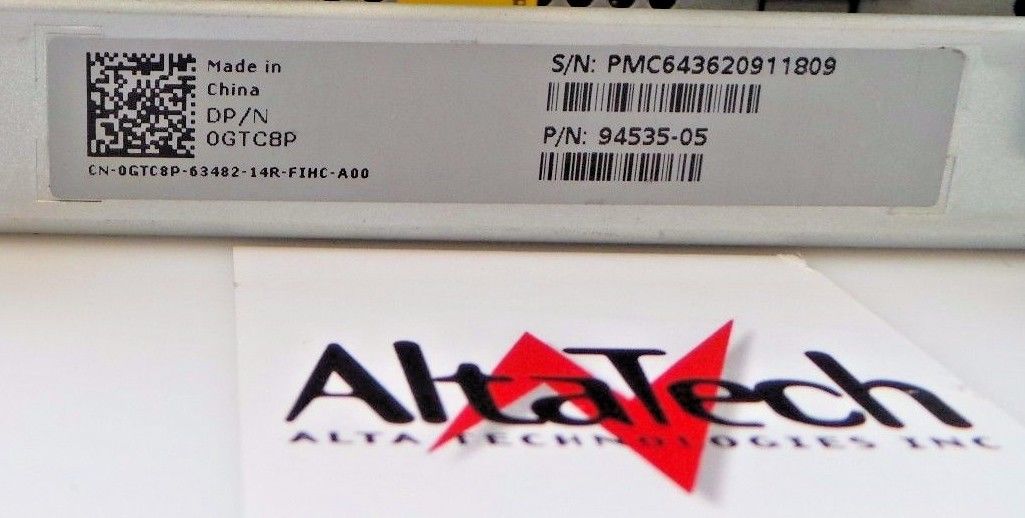 Made in
China
DP/N
0GTC8P
CN-0GTC8P-63482-14R-FIHC-A00
S/N: PMC643620911809
P/N: 94535-05
AltaTech
ALTA TECHNOLOGIES INC